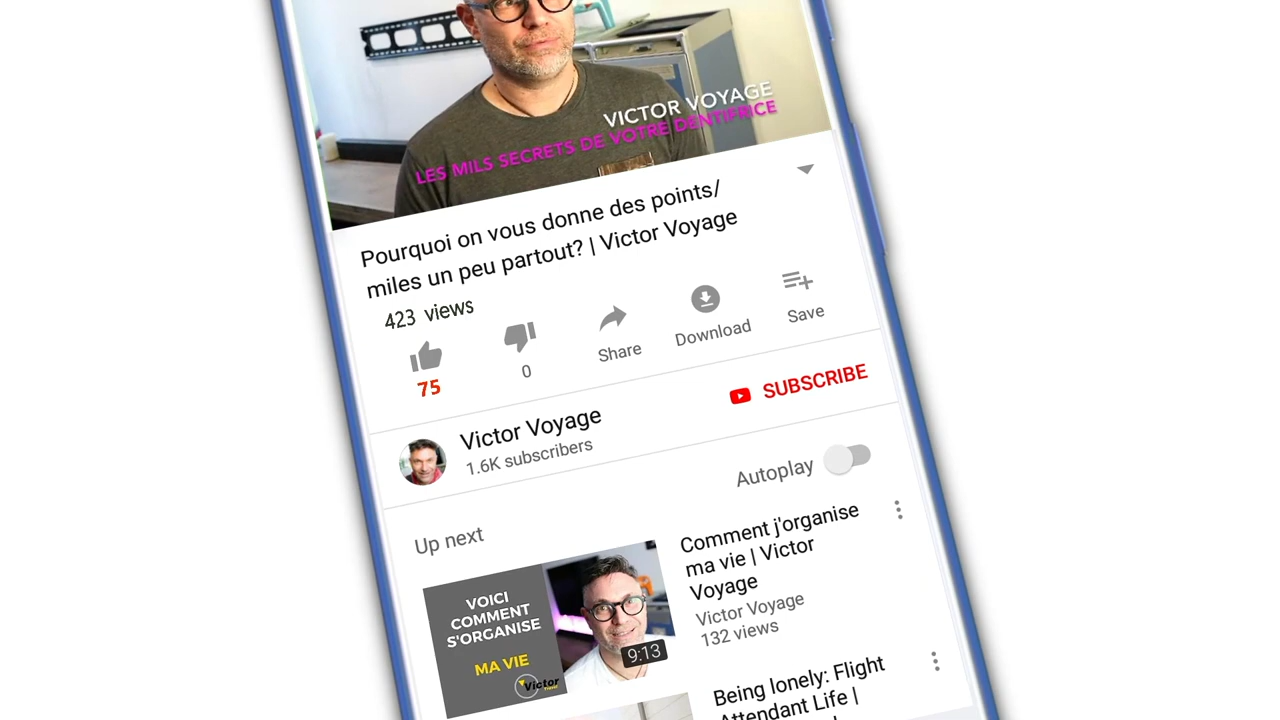 VICTOR VOYAGE
LES MILS SECRETS DE VOTRE DENTIFRICE
Pourquoi on vous donne des points/
miles un peu partout? | Victor Voyage
423 views
75
0
Share
Download
Save
Victor Voyage
1.6K subscribers
SUBSCRIBE
Autoplay
Up next
VOICI
COMMENT
S'ORGANISE
MA VIE
Victor
9:13
Comment j'organise
ma vie | Victor
Voyage
Victor Voyage
132 views
Being lonely: Flight
Attendant Life |